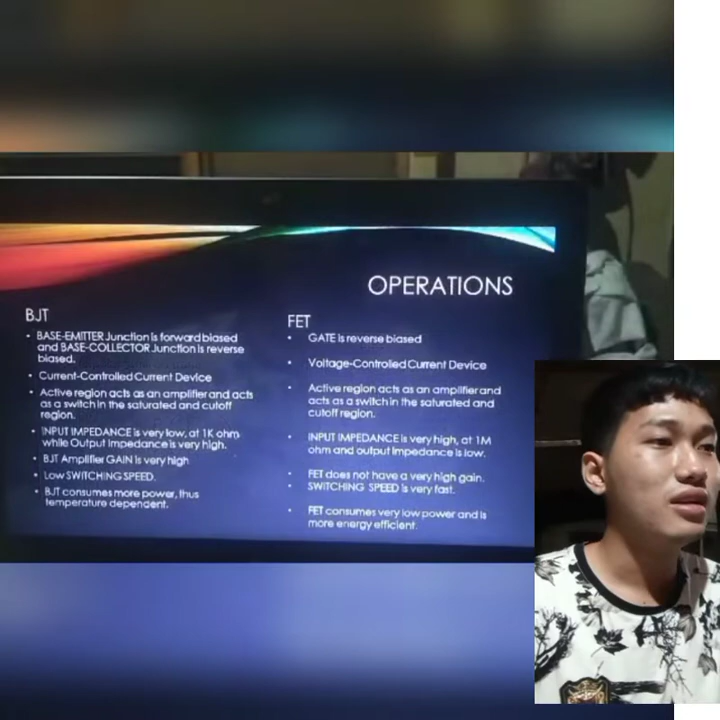 OPERATIONS
BJT
• BASE-EMITTER Junction is forward biased
and BASE-COLLECTOR Junction is reverse
biased.
• Current-Controlled Current Device
• Active region acts as an amplifier and acts
as a switch in the saturated and cutoff
region.
• INPUT IMPEDANCE is very low, at 1K ohm
while Output Impedance is very high.
• BJT Amplifier GAIN is very high
• Low SWITCHING SPEED.
• BJT consumes more power, thus
temperature dependent.
FET
• GATE is reverse biased
• Voltage-Controlled Current Device
• Active region acts as an amplifier and
acts as a switch in the saturated and
cutoff region.
• INPUT IMPEDANCE is very high, at 1M
ohm and output impedance is low.
• FET does not have a very high gain.
• SWITCHING SPEED is very fast.
• FET consumes very low power and is
more energy efficient.